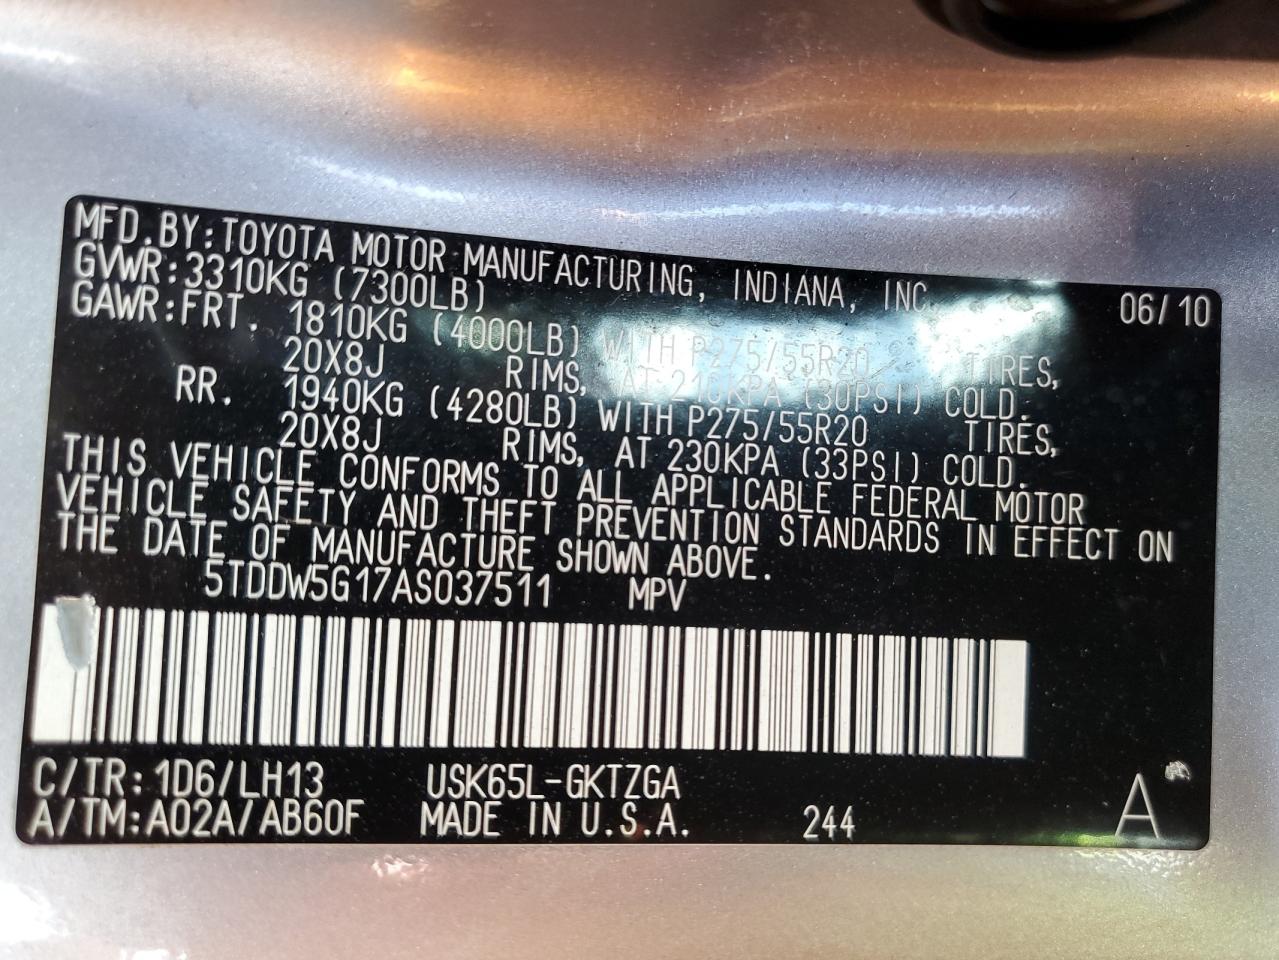 MFD.BY:TOYOTA MOTOR MANUFACTURING, INDIANA, INC. 06/10
GVWR:3310KG (7300LB)
GAWR:FRT. 1810KG (4000LB) WITH P275/55R20 TIRES,
20X8J RIMS, AT 210KPA (30PSI) COLD.
RR. 1940KG (4280LB) WITH P275/55R20 TIRES,
20X8J RIMS, AT 230KPA (33PSI) COLD.
THIS VEHICLE CONFORMS TO ALL APPLICABLE FEDERAL MOTOR
VEHICLE SAFETY AND THEFT PREVENTION STANDARDS IN EFFECT ON
THE DATE OF MANUFACTURE SHOWN ABOVE.
5TDDW5G17AS037511 MPV
C/TR:1D6/LH13 USK65L-GKTZGA
A/TM:A02A/AB60F MADE IN U.S.A. 244 A